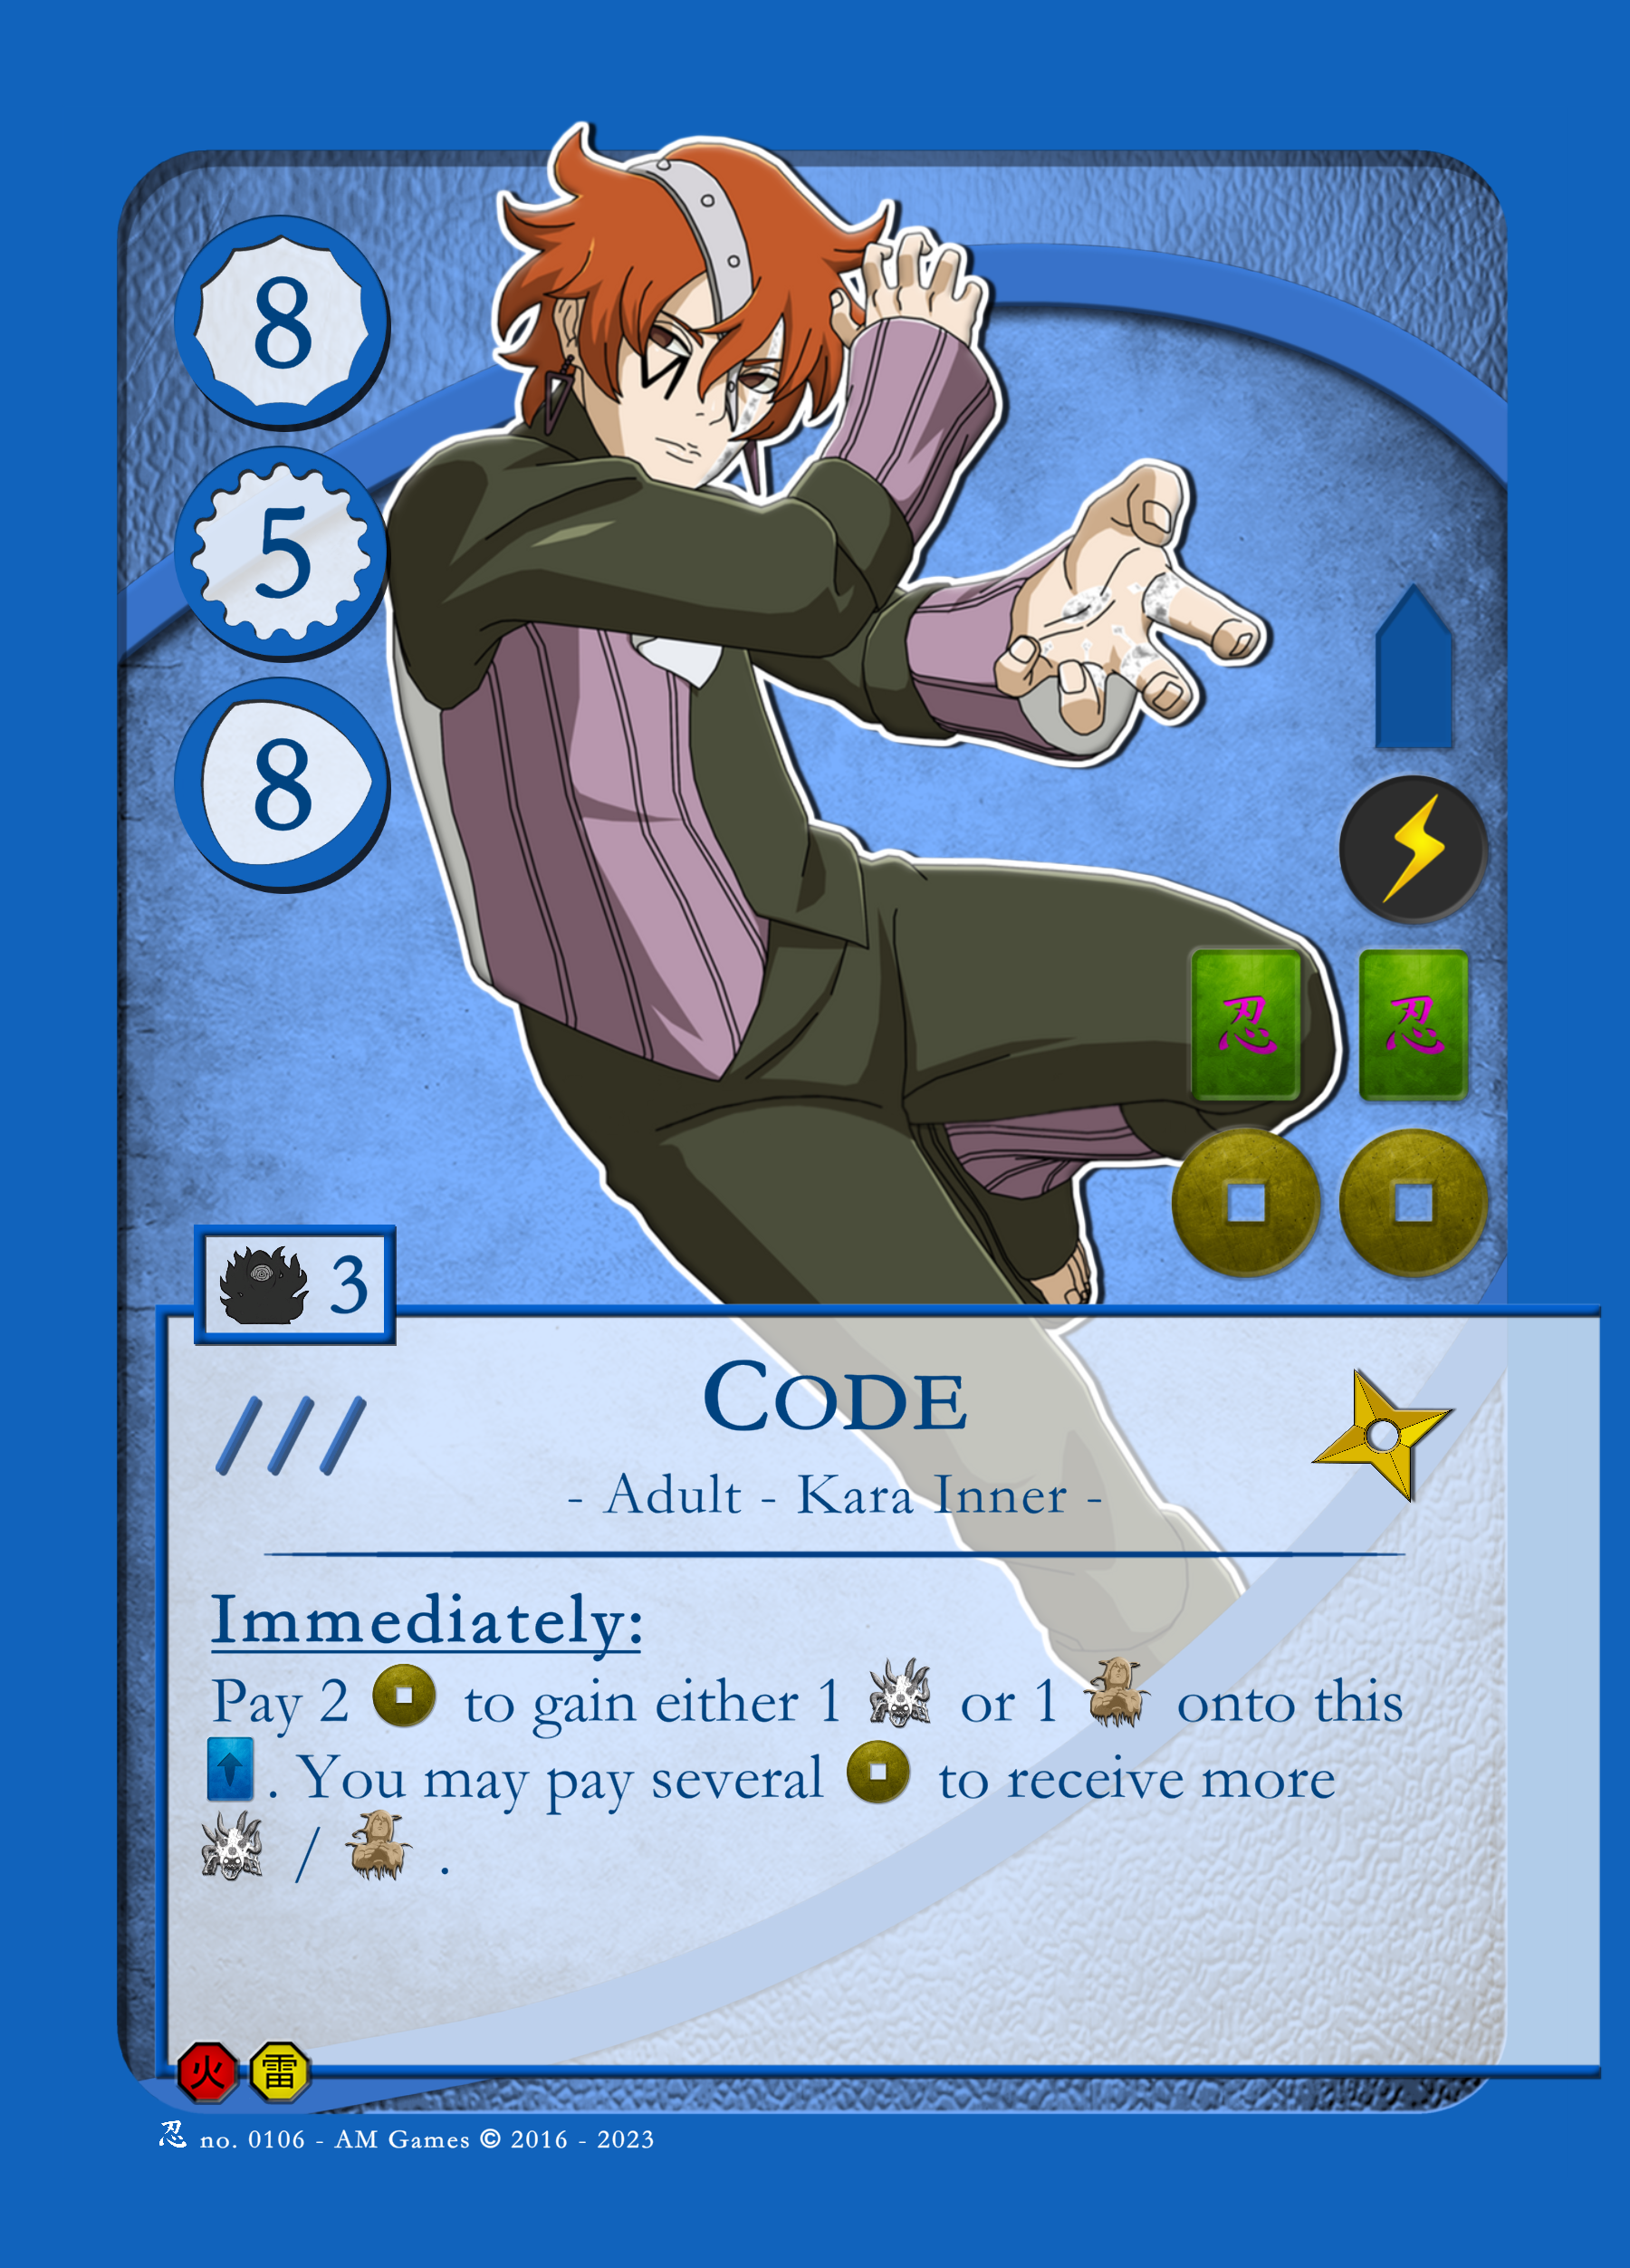 8
5
8
忍 忍
3
CODE
- Adult - Kara Inner -
Immediately:
Pay 2 to gain either 1 or 1 onto this
. You may pay several to receive more
/ .
火 雷
忍 no. 0106 - AM Games © 2016 - 2023